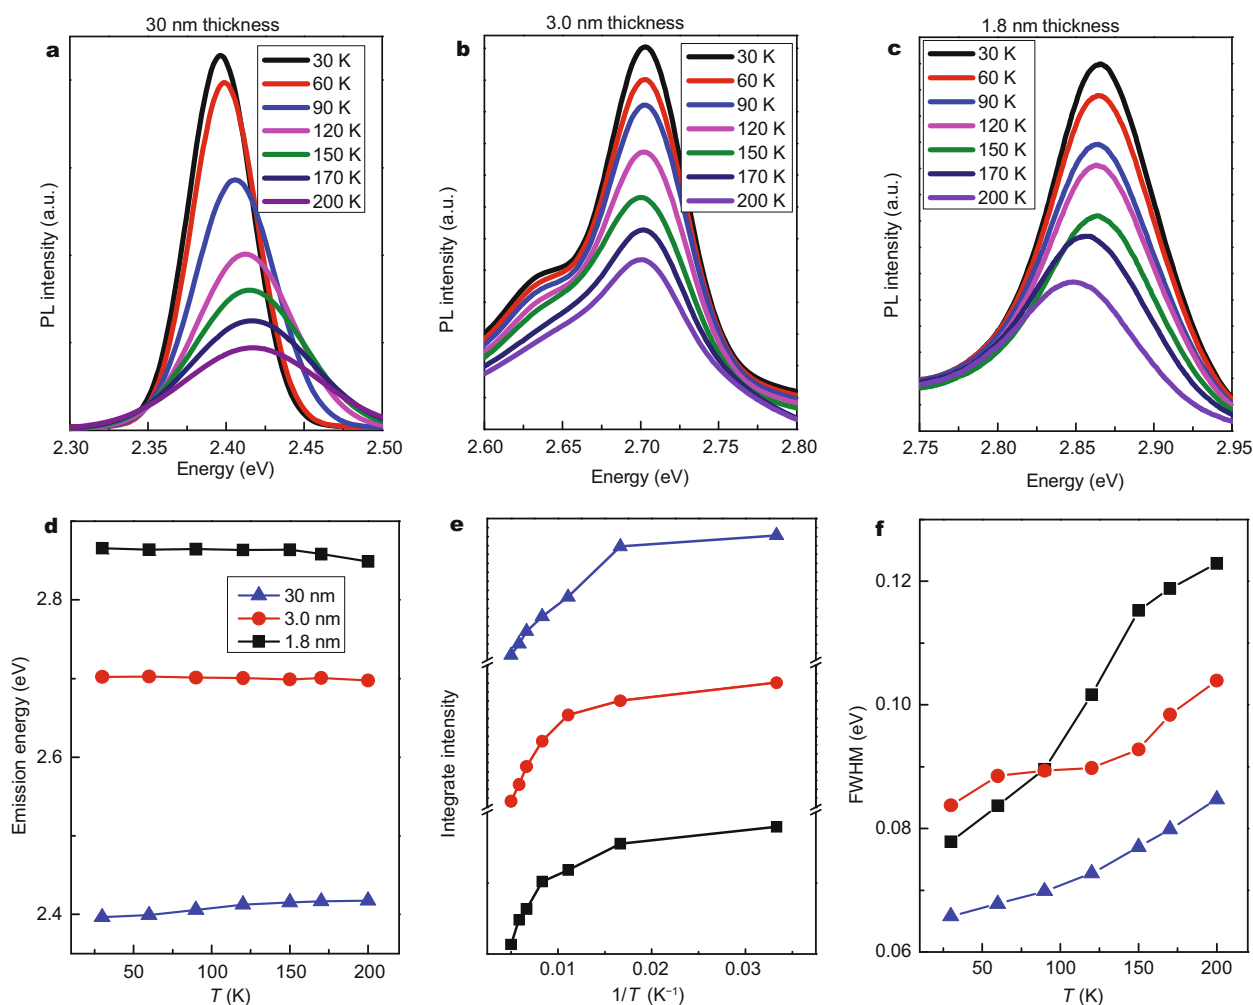 30 nm thickness
a
30 K
60 K
90 K
120 K
150 K
170 K
200 K
PL intensity (a.u.)
2.30 2.35 2.40 2.45 2.50
Energy (eV)
3.0 nm thickness
b
30 K
60 K
90 K
120 K
150 K
170 K
200 K
PL intensity (a.u.)
2.60 2.65 2.70 2.75 2.80
Energy (eV)
1.8 nm thickness
c
30 K
60 K
90 K
120 K
150 K
170 K
200 K
PL intensity (a.u.)
2.75 2.80 2.85 2.90 2.95
Energy (eV)
d
2.8
2.6
2.4
30 nm
3.0 nm
1.8 nm
Emission energy (eV)
50 100 150 200
T (K)
e
Integrate intensity
0.01 0.02 0.03
1/T (K⁻¹)
f
0.12
0.10
0.08
0.06
FWHM (eV)
50 100 150 200
T (K)